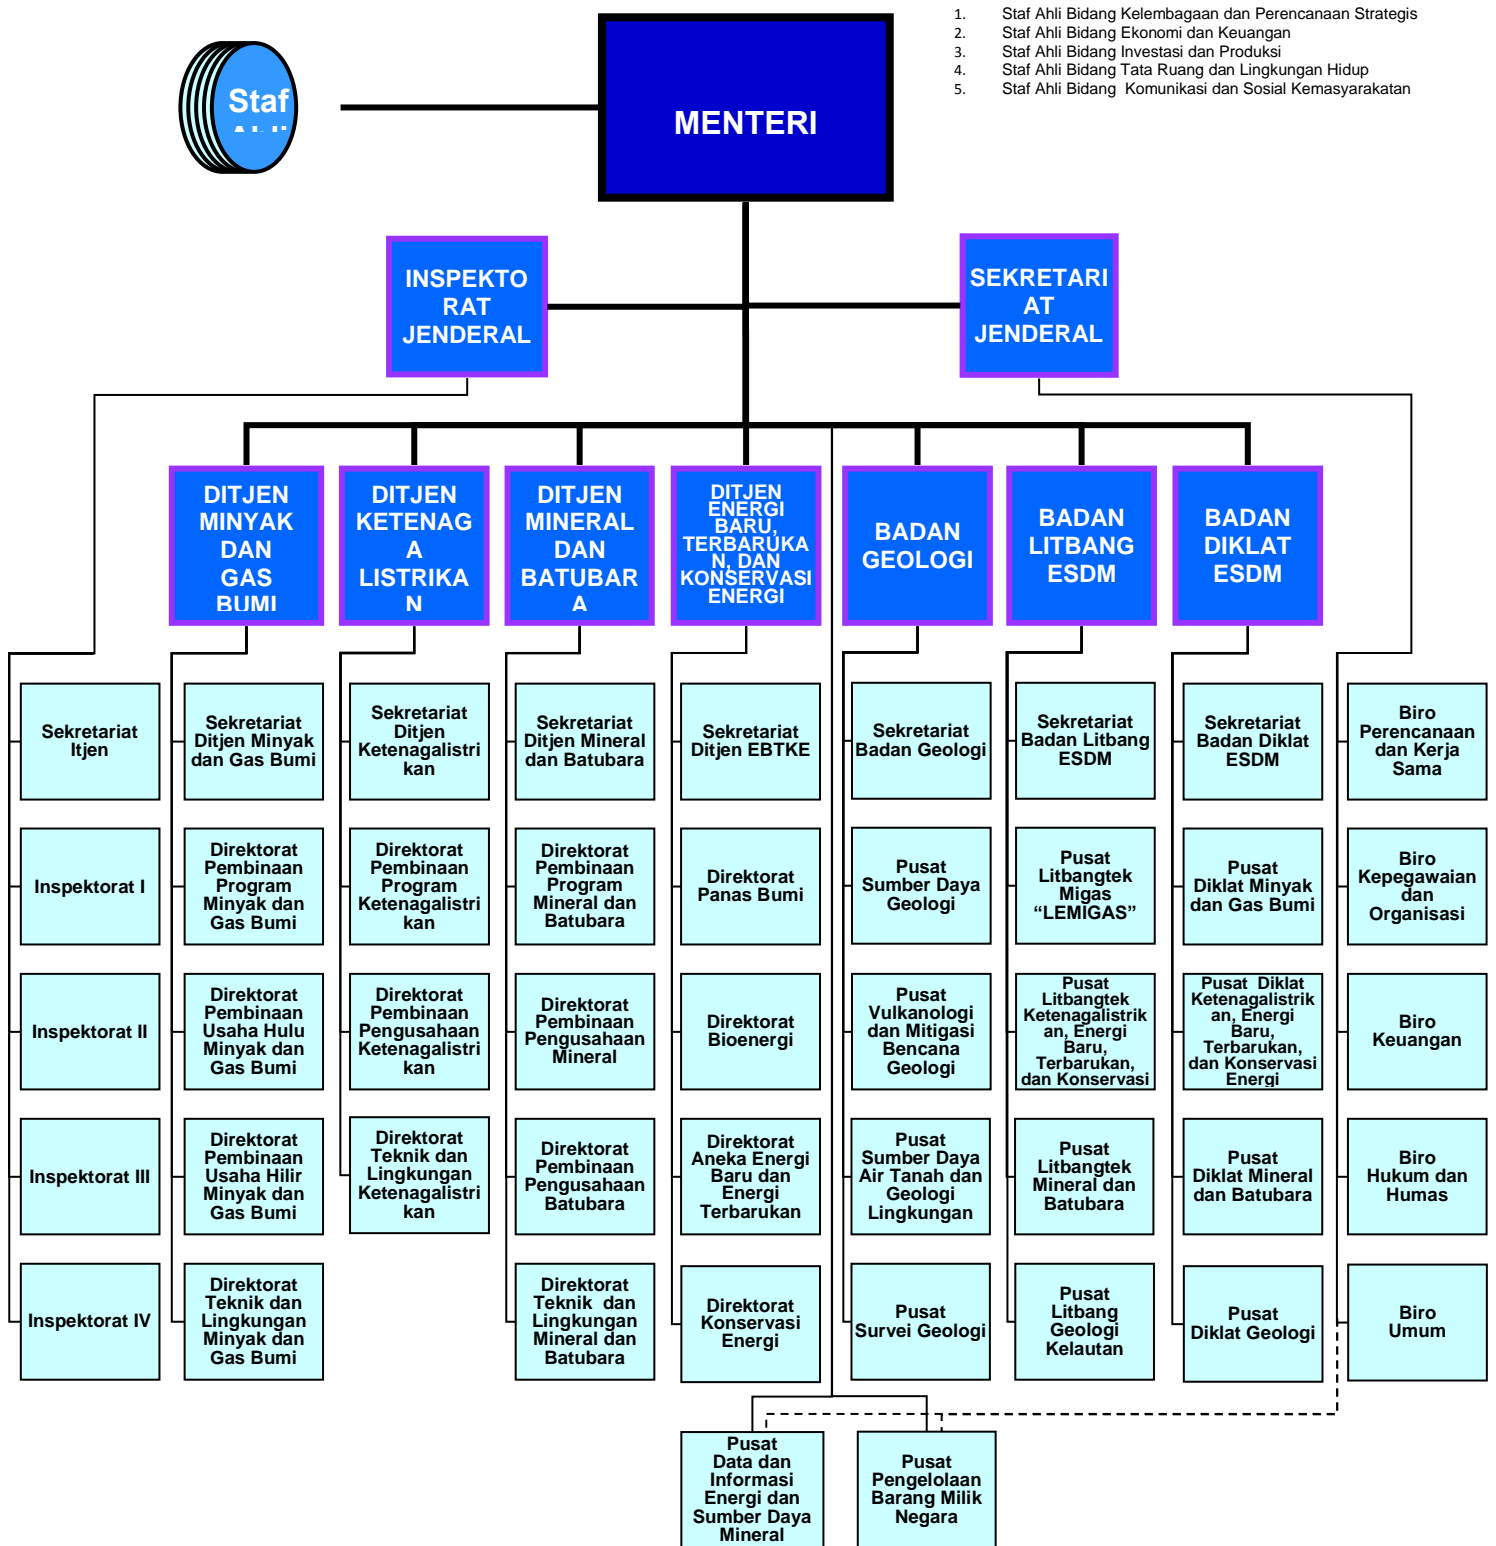 1. Staf Ahli Bidang Kelembagaan dan Perencanaan Strategis
2. Staf Ahli Bidang Ekonomi dan Keuangan
3. Staf Ahli Bidang Investasi dan Produksi
4. Staf Ahli Bidang Tata Ruang dan Lingkungan Hidup
5. Staf Ahli Bidang Komunikasi dan Sosial Kemasyarakatan
Staf
MENTERI
INSPEKTO
RAT
JENDERAL
SEKRETARI
AT
JENDERAL
DITJEN
MINYAK
DAN
GAS
BUMI
DITJEN
KETENAG
A
LISTRIKA
N
DITJEN
MINERAL
DAN
BATUBAR
A
DITJEN
ENERGI
BARU,
TERBARUKA
N, DAN
KONSERVASI
ENERGI
BADAN
GEOLOGI
BADAN
LITBANG
ESDM
BADAN
DIKLAT
ESDM
Sekretariat
Itjen
Sekretariat
Ditjen Minyak
dan Gas Bumi
Sekretariat
Ditjen
Ketenagalistri
kan
Sekretariat
Ditjen Mineral
dan Batubara
Sekretariat
Ditjen EBTKE
Sekretariat
Badan Geologi
Sekretariat
Badan Litbang
ESDM
Sekretariat
Badan Diklat
ESDM
Biro
Perencanaan
dan Kerja
Sama
Inspektorat I
Direktorat
Pembinaan
Program
Minyak dan
Gas Bumi
Direktorat
Pembinaan
Program
Ketenagalistri
kan
Direktorat
Pembinaan
Program
Mineral dan
Batubara
Direktorat
Panas Bumi
Pusat
Sumber Daya
Geologi
Pusat
Litbangtek
Migas
“LEMIGAS”
Pusat
Diklat Minyak
dan Gas Bumi
Biro
Kepegawaian
dan
Organisasi
Inspektorat II
Direktorat
Pembinaan
Usaha Hulu
Minyak dan
Gas Bumi
Direktorat
Pembinaan
Pengusahaan
Ketenagalistri
kan
Direktorat
Pembinaan
Pengusahaan
Mineral
Direktorat
Bioenergi
Pusat
Vulkanologi
dan Mitigasi
Bencana
Geologi
Pusat
Litbangtek
Ketenagalistrik
an, Energi
Baru,
Terbarukan,
dan Konservasi
Pusat Diklat
Ketenagalistrik
an, Energi
Baru,
Terbarukan,
dan Konservasi
Energi
Biro
Keuangan
Inspektorat III
Direktorat
Pembinaan
Usaha Hilir
Minyak dan
Gas Bumi
Direktorat
Teknik dan
Lingkungan
Ketenagalistri
kan
Direktorat
Pembinaan
Pengusahaan
Batubara
Direktorat
Aneka Energi
Baru dan
Energi
Terbarukan
Pusat
Sumber Daya
Air Tanah dan
Geologi
Lingkungan
Pusat
Litbangtek
Mineral dan
Batubara
Pusat
Diklat Mineral
dan Batubara
Biro
Hukum dan
Humas
Inspektorat IV
Direktorat
Teknik dan
Lingkungan
Minyak dan
Gas Bumi
Direktorat
Teknik dan
Lingkungan
Mineral dan
Batubara
Direktorat
Konservasi
Energi
Pusat
Survei Geologi
Pusat
Litbang
Geologi
Kelautan
Pusat
Diklat Geologi
Biro
Umum
Pusat
Data dan
Informasi
Energi dan
Sumber Daya
Mineral
Pusat
Pengelolaan
Barang Milik
Negara